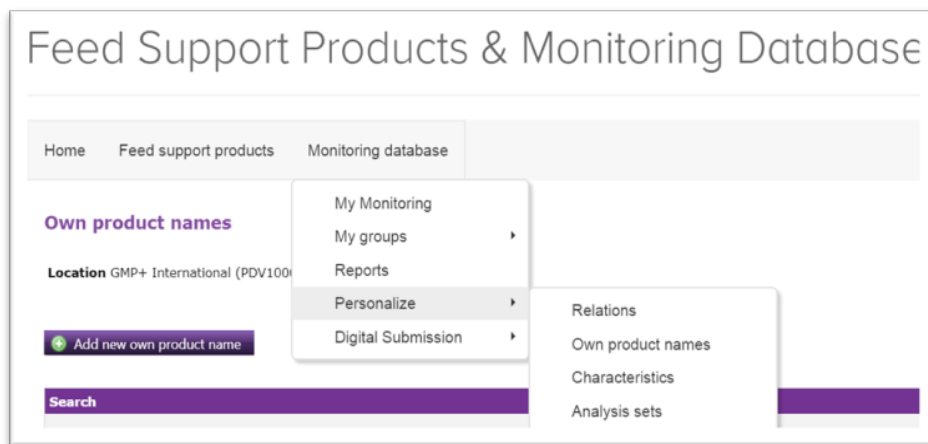 Feed Support Products & Monitoring Database
Home Feed support products Monitoring database
My Monitoring
My groups
Reports
Personalize
Digital Submission
Relations
Own product names
Characteristics
Analysis sets
Own product names
Location GMP+ International
Add new own product name
Search